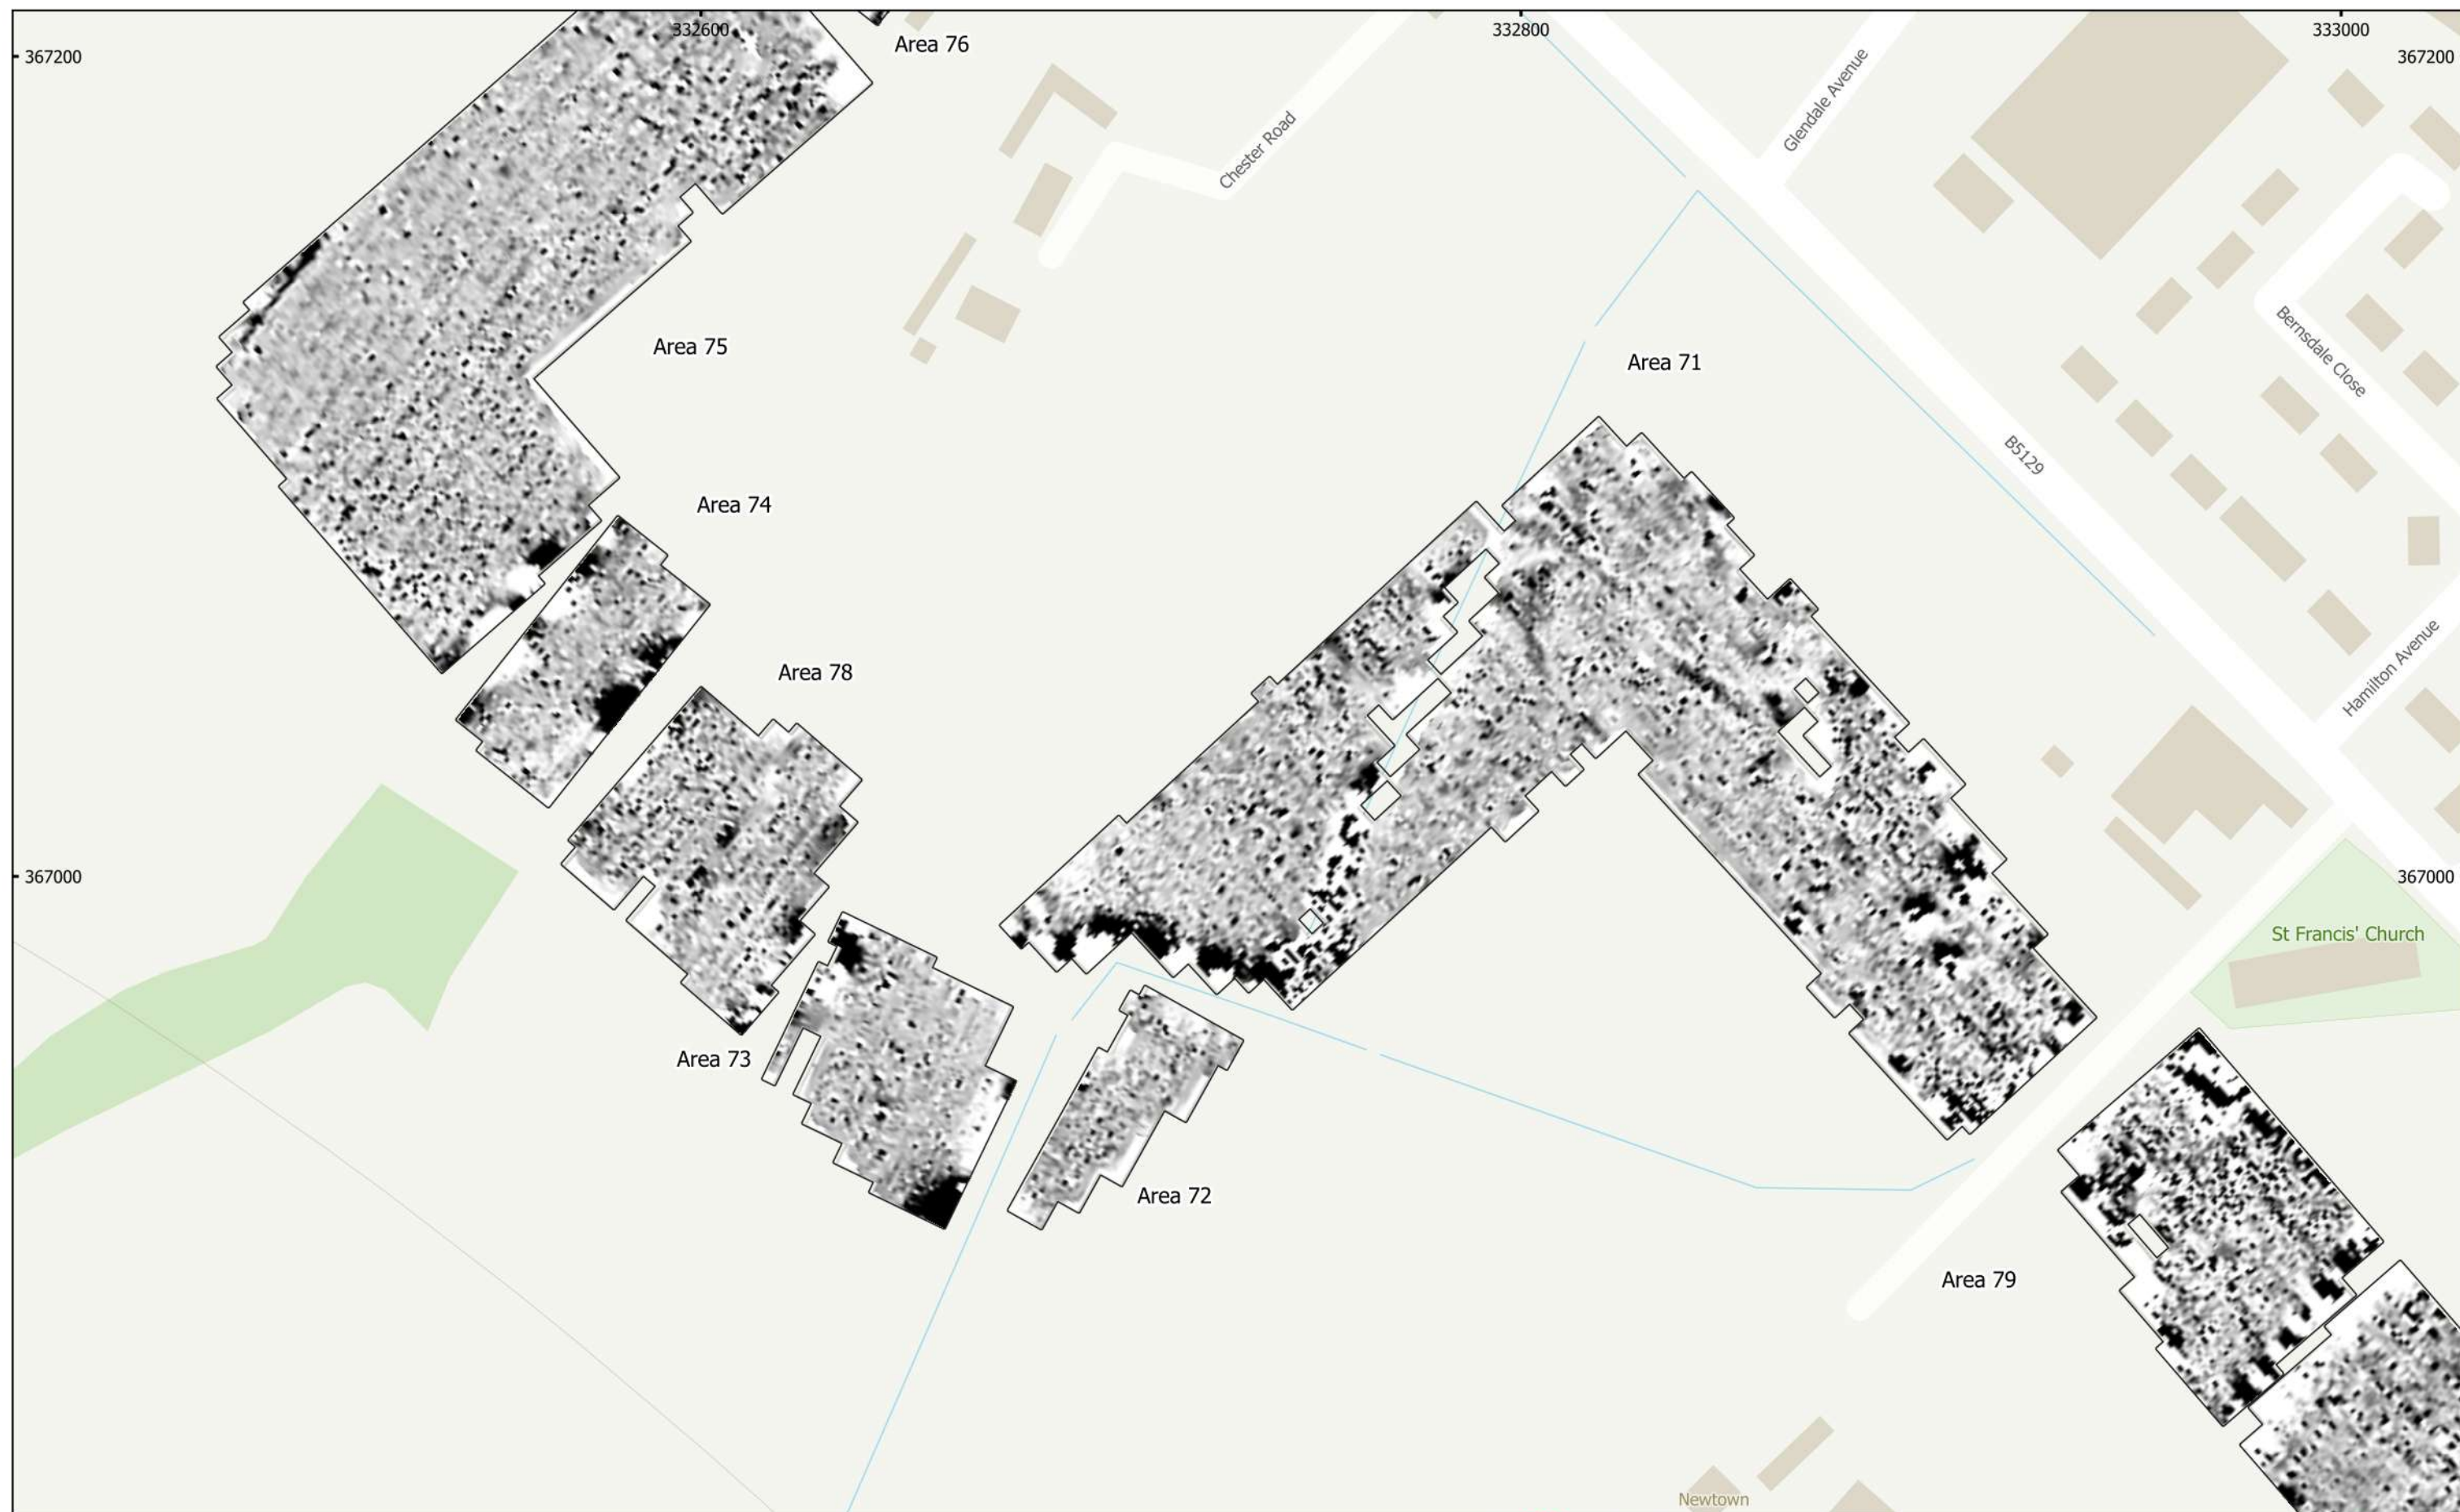 332600
332800
333000
367200
367200
Area 76
Chester Road
Glendale Avenue
Area 75
Area 71
Bernsdale Close
B5129
Area 74
Area 78
Hamilton Avenue
367000
367000
St Francis' Church
Area 73
Area 72
Area 79
Newtown